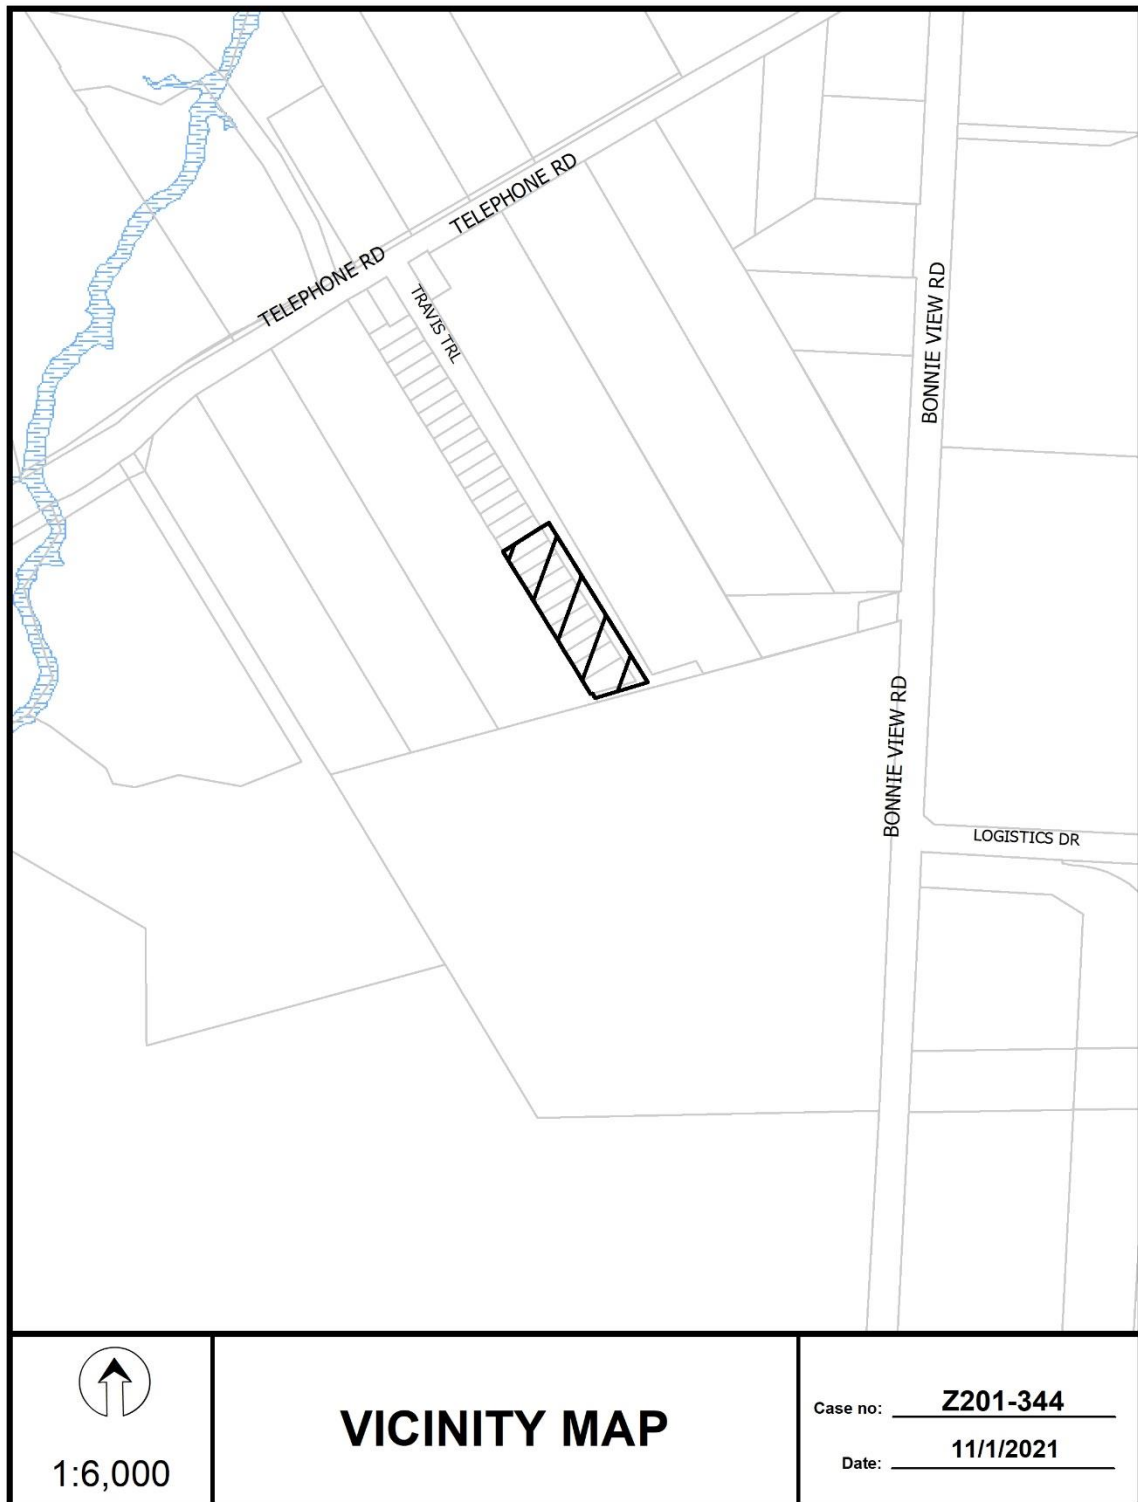 TELEPHONE RD
TELEPHONE RD
TRAVIS TRL
BONNIE VIEW RD
BONNIE VIEW RD
LOGISTICS DR
1:6,000
VICINITY MAP
Case no: Z201-344
Date: 11/1/2021